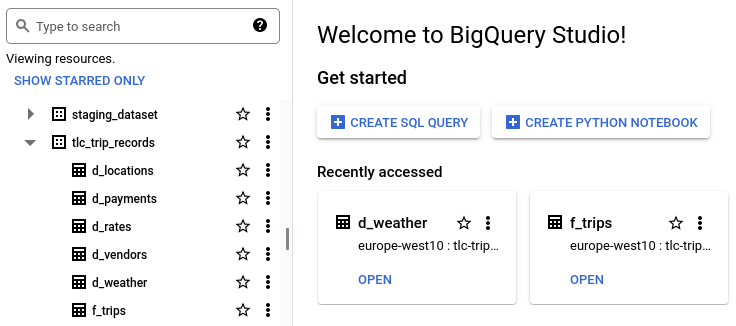 Type to search
Viewing resources.
SHOW STARRED ONLY
staging_dataset
tlc_trip_records
d_locations
d_payments
d_rates
d_vendors
d_weather
f_trips
Welcome to BigQuery Studio!
Get started
CREATE SQL QUERY
CREATE PYTHON NOTEBOOK
Recently accessed
d_weather
europe-west10 : tlc-trip...
OPEN
f_trips
europe-west10 : tlc-trip...
OPEN